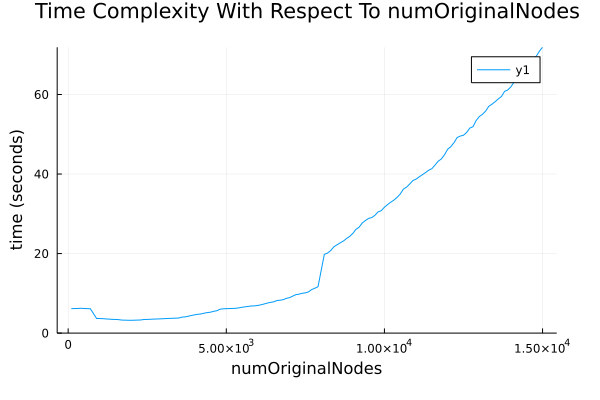 Time Complexity With Respect To numOriginalNodes
y1
60
40
20
0
0 5.00×10³ 1.00×10⁴ 1.50×10⁴
time (seconds)
numOriginalNodes